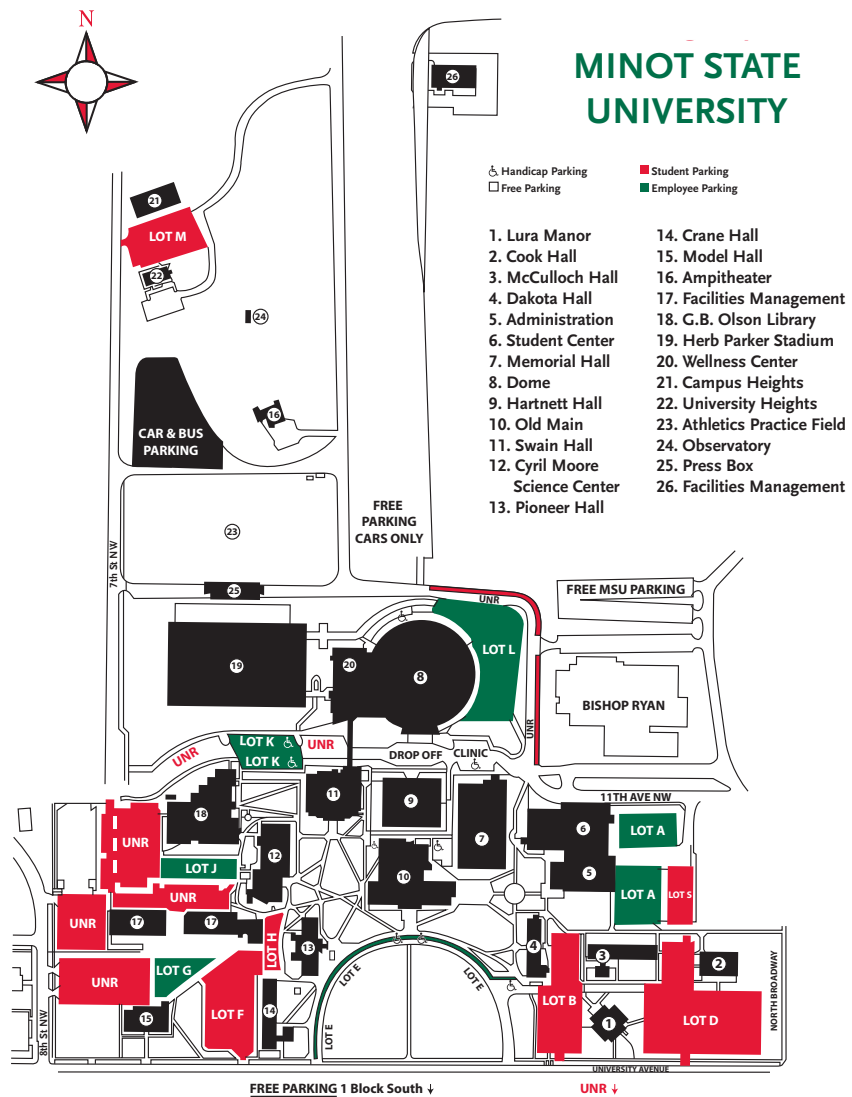 N
MINOT STATE
UNIVERSITY
Handicap Parking
Free Parking
Student Parking
Employee Parking
1. Lura Manor
2. Cook Hall
3. McCulloch Hall
4. Dakota Hall
5. Administration
6. Student Center
7. Memorial Hall
8. Dome
9. Hartnett Hall
10. Old Main
11. Swain Hall
12. Cyril Moore
Science Center
13. Pioneer Hall
14. Crane Hall
15. Model Hall
16. Ampitheater
17. Facilities Management
18. G.B. Olson Library
19. Herb Parker Stadium
20. Wellness Center
21. Campus Heights
22. University Heights
23. Athletics Practice Field
24. Observatory
25. Press Box
26. Facilities Management
26
21
LOT M
22
24
16
CAR & BUS
PARKING
FREE
PARKING
CARS ONLY
23
7th St NW
25
UNR
FREE MSU PARKING
19
20
8
LOT L
UNR
BISHOP RYAN
UNR
LOT K
LOT K
UNR
DROP OFF
CLINIC
11TH AVE NW
18
11
9
7
6
LOT A
UNR
12
LOT J
10
5
LOT A
LOT S
UNR
UNR
17
17
LOT H
13
4
3
2
LOT E
LOT E
UNR
LOT G
LOT B
NORTH BROADWAY
15
LOT F
14
LOT E
1
LOT D
8th St NW
UNIVERSITY AVENUE
FREE PARKING 1 Block South ↓
UNR ↓